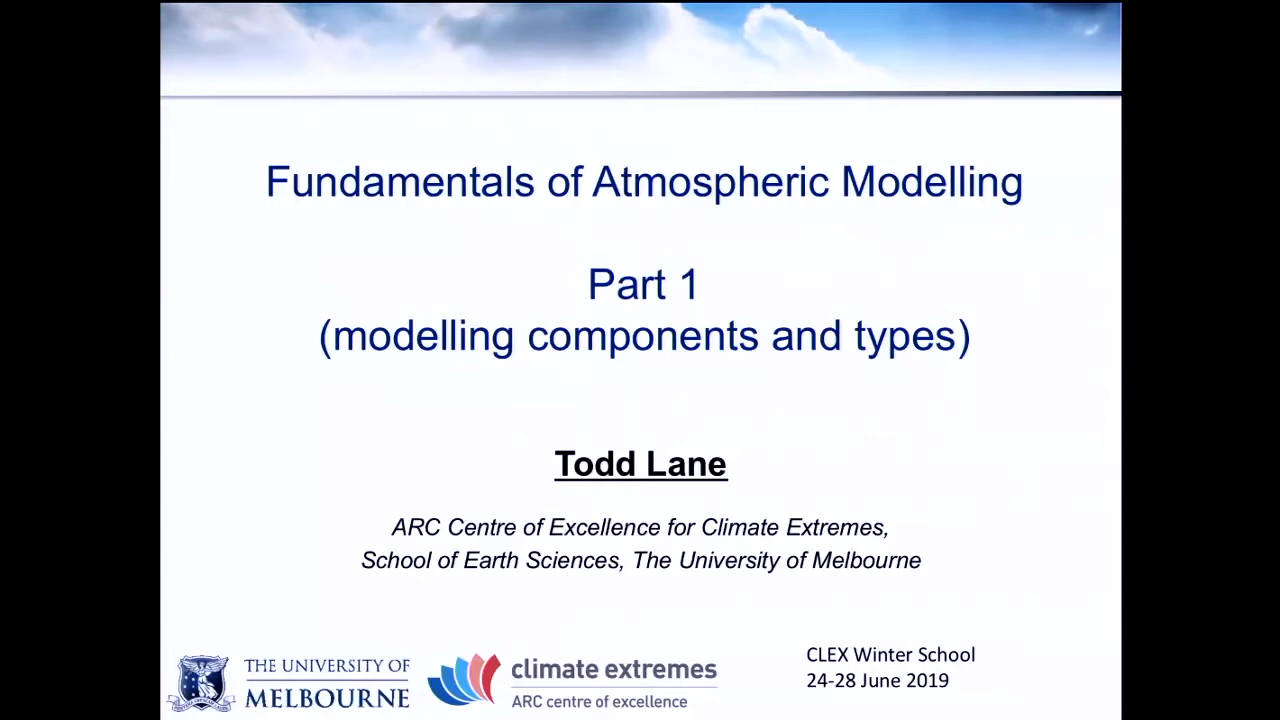 Fundamentals of Atmospheric Modelling
Part 1
(modelling components and types)
Todd Lane
ARC Centre of Excellence for Climate Extremes,
School of Earth Sciences, The University of Melbourne
THE UNIVERSITY OF
MELBOURNE
climate extremes
ARC centre of excellence
CLEX Winter School
24-28 June 2019